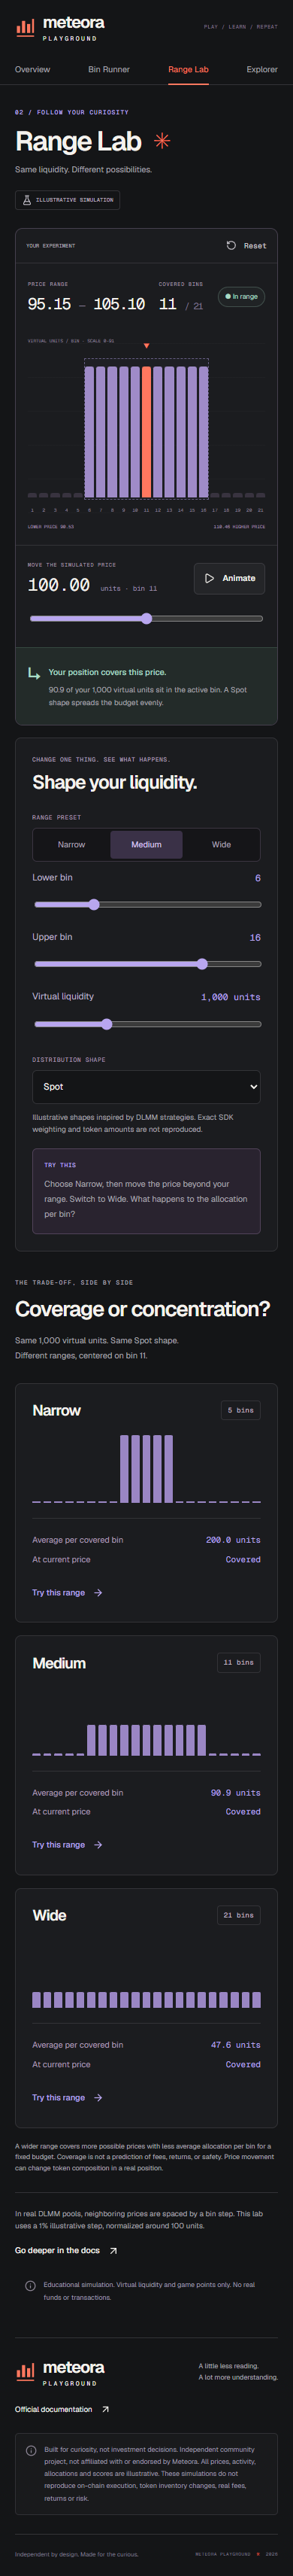 meteora
PLAYGROUND
PLAY / LEARN / REPEAT
Overview
Bin Runner
Range Lab
Explorer
02 / FOLLOW YOUR CURIOSITY
Range Lab
Same liquidity. Different possibilities.
ILLUSTRATIVE SIMULATION
YOUR EXPERIMENT
Reset
PRICE RANGE
COVERED BINS
95.15 — 105.10
11 / 21
In range
VIRTUAL UNITS / BIN · SCALE 0-91
1 2 3 4 5 6 7 8 9 10 11 12 13 14 15 16 17 18 19 20 21
LOWER PRICE 90.53
110.46 HIGHER PRICE
MOVE THE SIMULATED PRICE
100.00 units · bin 11
Animate
Your position covers this price.
90.9 of your 1,000 virtual units sit in the active bin. A Spot
shape spreads the budget evenly.
CHANGE ONE THING. SEE WHAT HAPPENS.
Shape your liquidity.
RANGE PRESET
Narrow
Medium
Wide
Lower bin
6
Upper bin
16
Virtual liquidity
1,000 units
DISTRIBUTION SHAPE
Spot
Illustrative shapes inspired by DLMM strategies. Exact SDK
weighting and token amounts are not reproduced.
TRY THIS
Choose Narrow, then move the price beyond your
range. Switch to Wide. What happens to the allocation
per bin?
THE TRADE-OFF, SIDE BY SIDE
Coverage or concentration?
Same 1,000 virtual units. Same Spot shape.
Different ranges, centered on bin 11.
Narrow
5 bins
Average per covered bin
200.0 units
At current price
Covered
Try this range
Medium
11 bins
Average per covered bin
90.9 units
At current price
Covered
Try this range
Wide
21 bins
Average per covered bin
47.6 units
At current price
Covered
Try this range
A wider range covers more possible prices with less average allocation per bin for a
fixed budget. Coverage is not a prediction of fees, returns, or safety. Price movement
can change token composition in a real position.
In real DLMM pools, neighboring prices are spaced by a bin step. This lab
uses a 1% illustrative step, normalized around 100 units.
Go deeper in the docs
Educational simulation. Virtual liquidity and game points only. No real
funds or transactions.
meteora
PLAYGROUND
A little less reading.
A lot more understanding.
Official documentation
Built for curiosity, not investment decisions. Independent community
project, not affiliated with or endorsed by Meteora. All prices, activity,
allocations and scores are illustrative. These simulations do not
reproduce on-chain execution, token inventory changes, real fees,
returns or risk.
Independent by design. Made for the curious.
METEORA PLAYGROUND